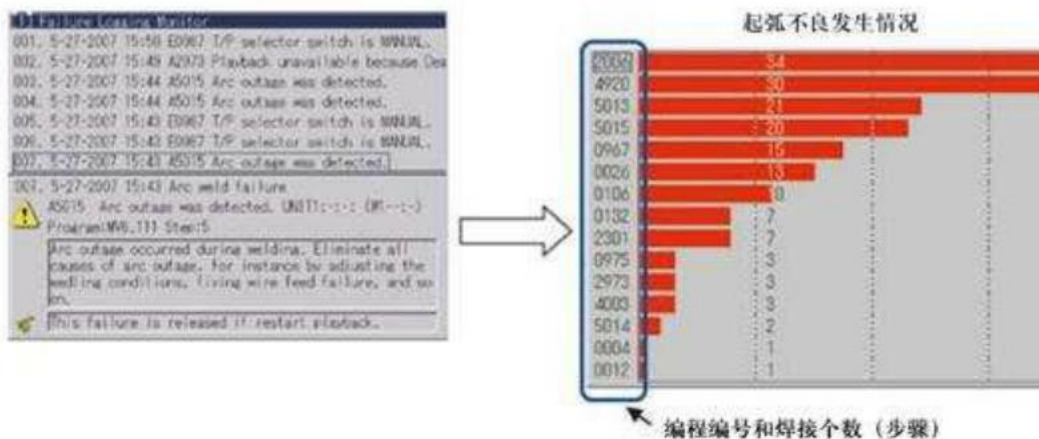 Failure Logging Monitor
001. 5-27-2007 15:50 E0967 T/P selector switch is MANUAL.
002. 5-27-2007 15:49 A2973 Playback unavailable because Dea
003. 5-27-2007 15:44 A5015 Arc outage was detected.
004. 5-27-2007 15:44 A5015 Arc outage was detected.
005. 5-27-2007 15:43 E0967 T/P selector switch is MANUAL.
006. 5-27-2007 15:43 E0967 T/P selector switch is MANUAL.
007. 5-27-2007 15:43 A5015 Arc outage was detected.
007. 5-27-2007 15:43 Arc weld failure
A5015 Arc outage was detected.
Step:5
Arc outage occurred during welding. Eliminate all
causes of arc outage, for instance by adjusting the
welding conditions, wire feed failure, and so
on.
This failure is released if restart playback.
起弧不良发生情况
2006 34
4920 30
5013 21
5015 20
0967 15
0026 13
0106
0132 7
2301 7
0975 3
2973 3
4003 3
5014 2
0004 1
0012 1
编程编号和焊接个数（步骤）